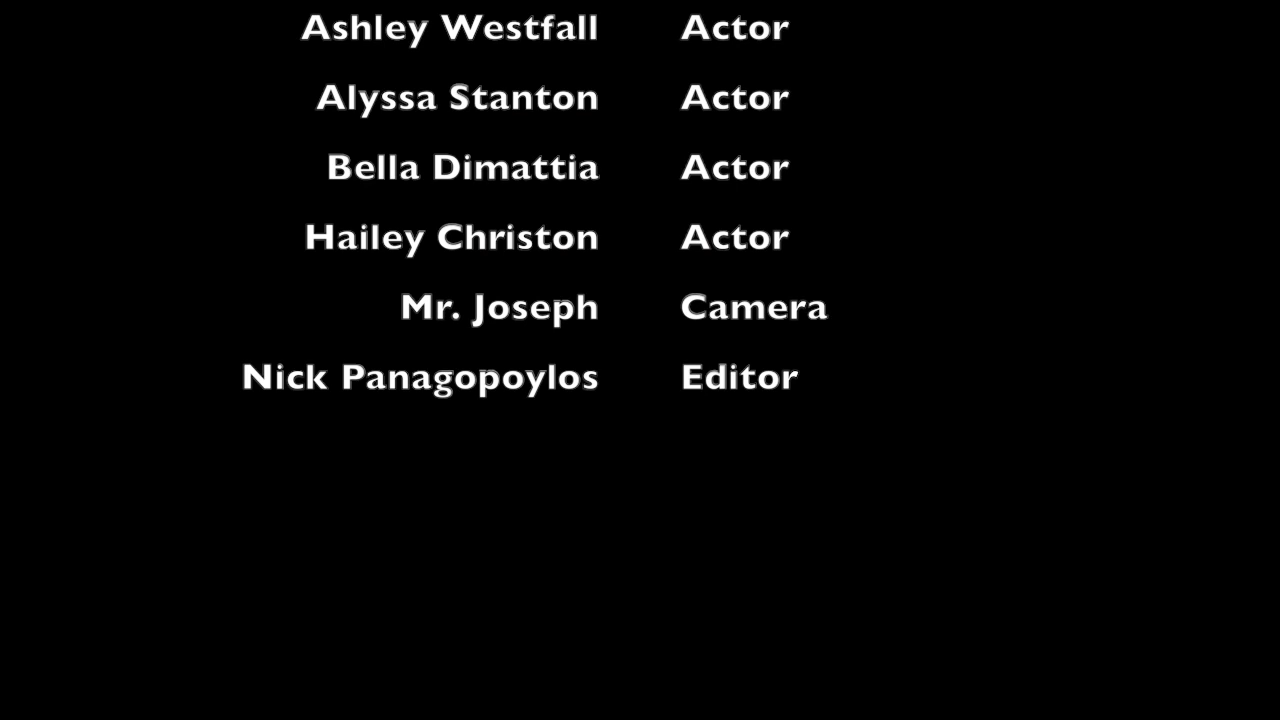 Ashley Westfall Actor
Alyssa Stanton Actor
Bella Dimattia Actor
Hailey Christon Actor
Mr. Joseph Camera
Nick Panagopoylos Editor